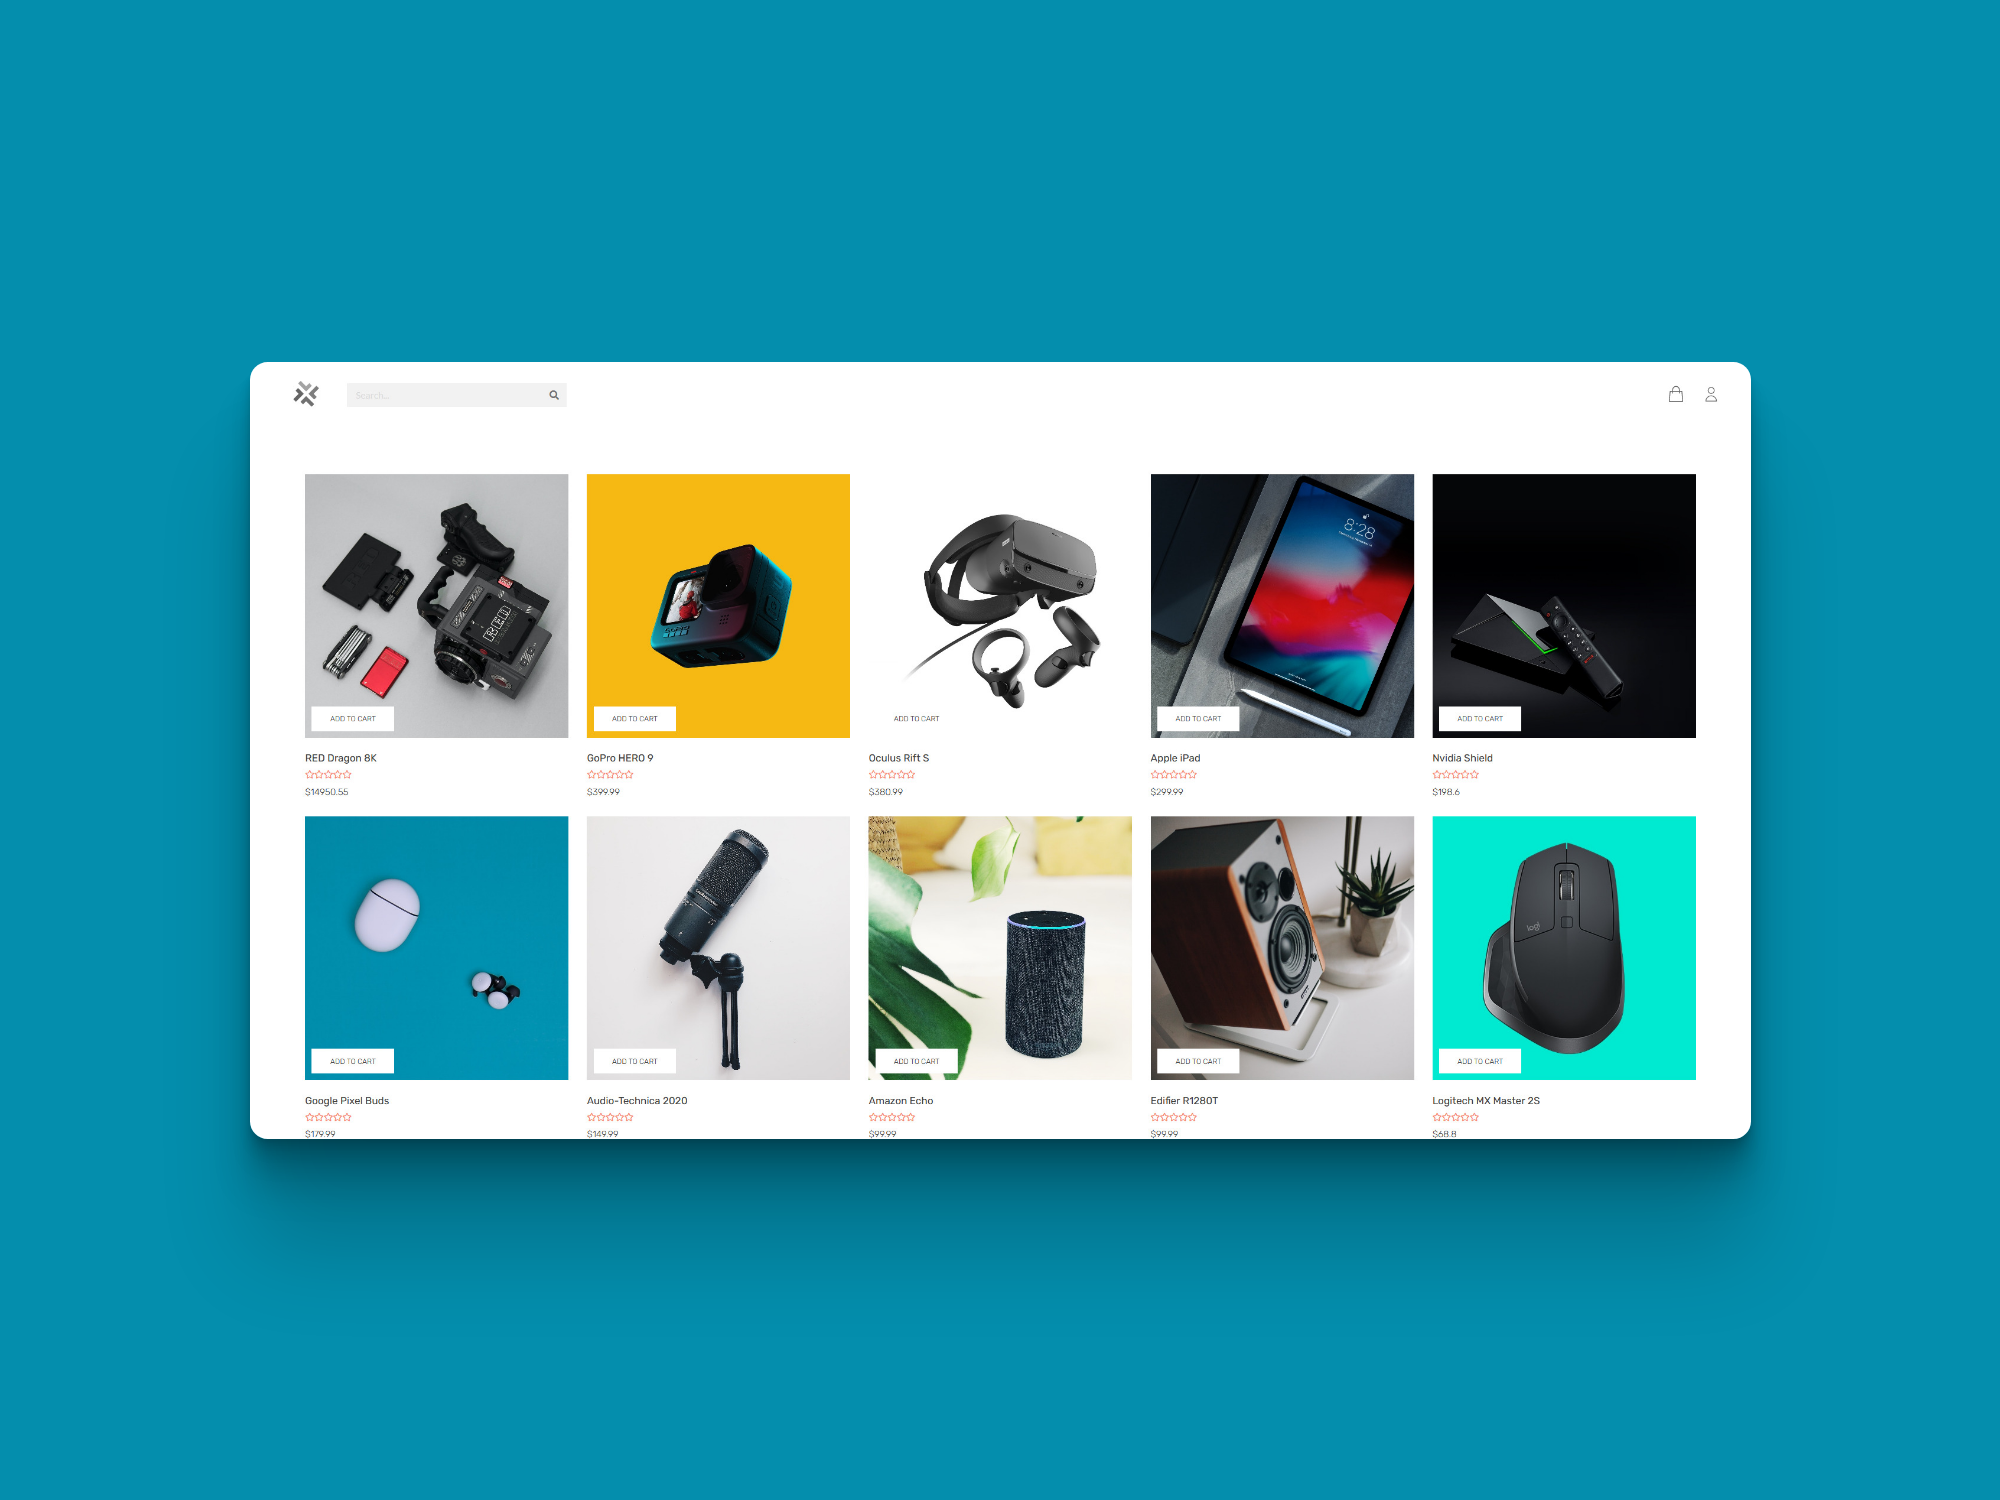 Search...
RED
8:28
ADD TO CART
ADD TO CART
ADD TO CART
ADD TO CART
ADD TO CART
RED Dragon 8K
GoPro HERO 9
Oculus Rift S
Apple iPad
Nvidia Shield
$14950.55
$399.99
$380.99
$299.99
$198.6
logi
ADD TO CART
ADD TO CART
ADD TO CART
ADD TO CART
ADD TO CART
Google Pixel Buds
Audio-Technica 2020
Amazon Echo
Edifier R1280T
Logitech MX Master 2S
$179.99
$149.99
$99.99
$99.99
$68.8